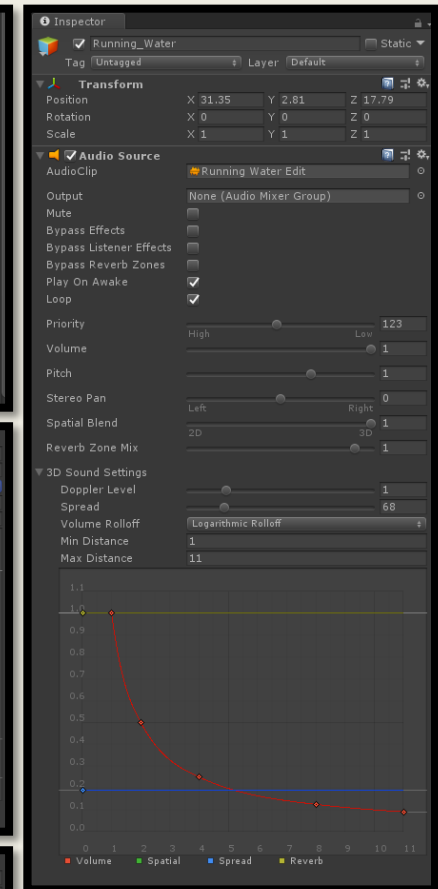 Inspector
Running_Water Static
Tag Untagged Layer Default
Transform
Position X 31.35 Y 2.81 Z 17.79
Rotation X 0 Y 0 Z 0
Scale X 1 Y 1 Z 1
Audio Source
AudioClip Running Water Edit
Output None (Audio Mixer Group)
Mute
Bypass Effects
Bypass Listener Effects
Bypass Reverb Zones
Play On Awake
Loop
Priority 123
High Low
Volume 1
Pitch 1
Stereo Pan 0
Left Right
Spatial Blend 1
2D 3D
Reverb Zone Mix 1
3D Sound Settings
Doppler Level 1
Spread 68
Volume Rolloff Logarithmic Rolloff
Min Distance 1
Max Distance 11
1.1
1.0
0.9
0.8
0.7
0.6
0.5
0.4
0.3
0.2
0.1
0.0
0 1 2 3 4 5 6 7 8 9 10 11
Volume Spatial Spread Reverb